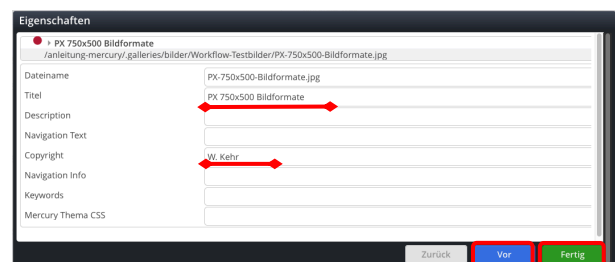 Eigenschaften
PX 750x500 Bildformate
/anleitung-mercury/.galleries/bilder/Workflow-Testbilder/PX-750x500-Bildformate.jpg
Dateiname PX-750x500-Bildformate.jpg
Titel PX 750x500 Bildformate
Description
Navigation Text
Copyright W. Kehr
Navigation Info
Keywords
Mercury Thema CSS
Zurück Vor Fertig